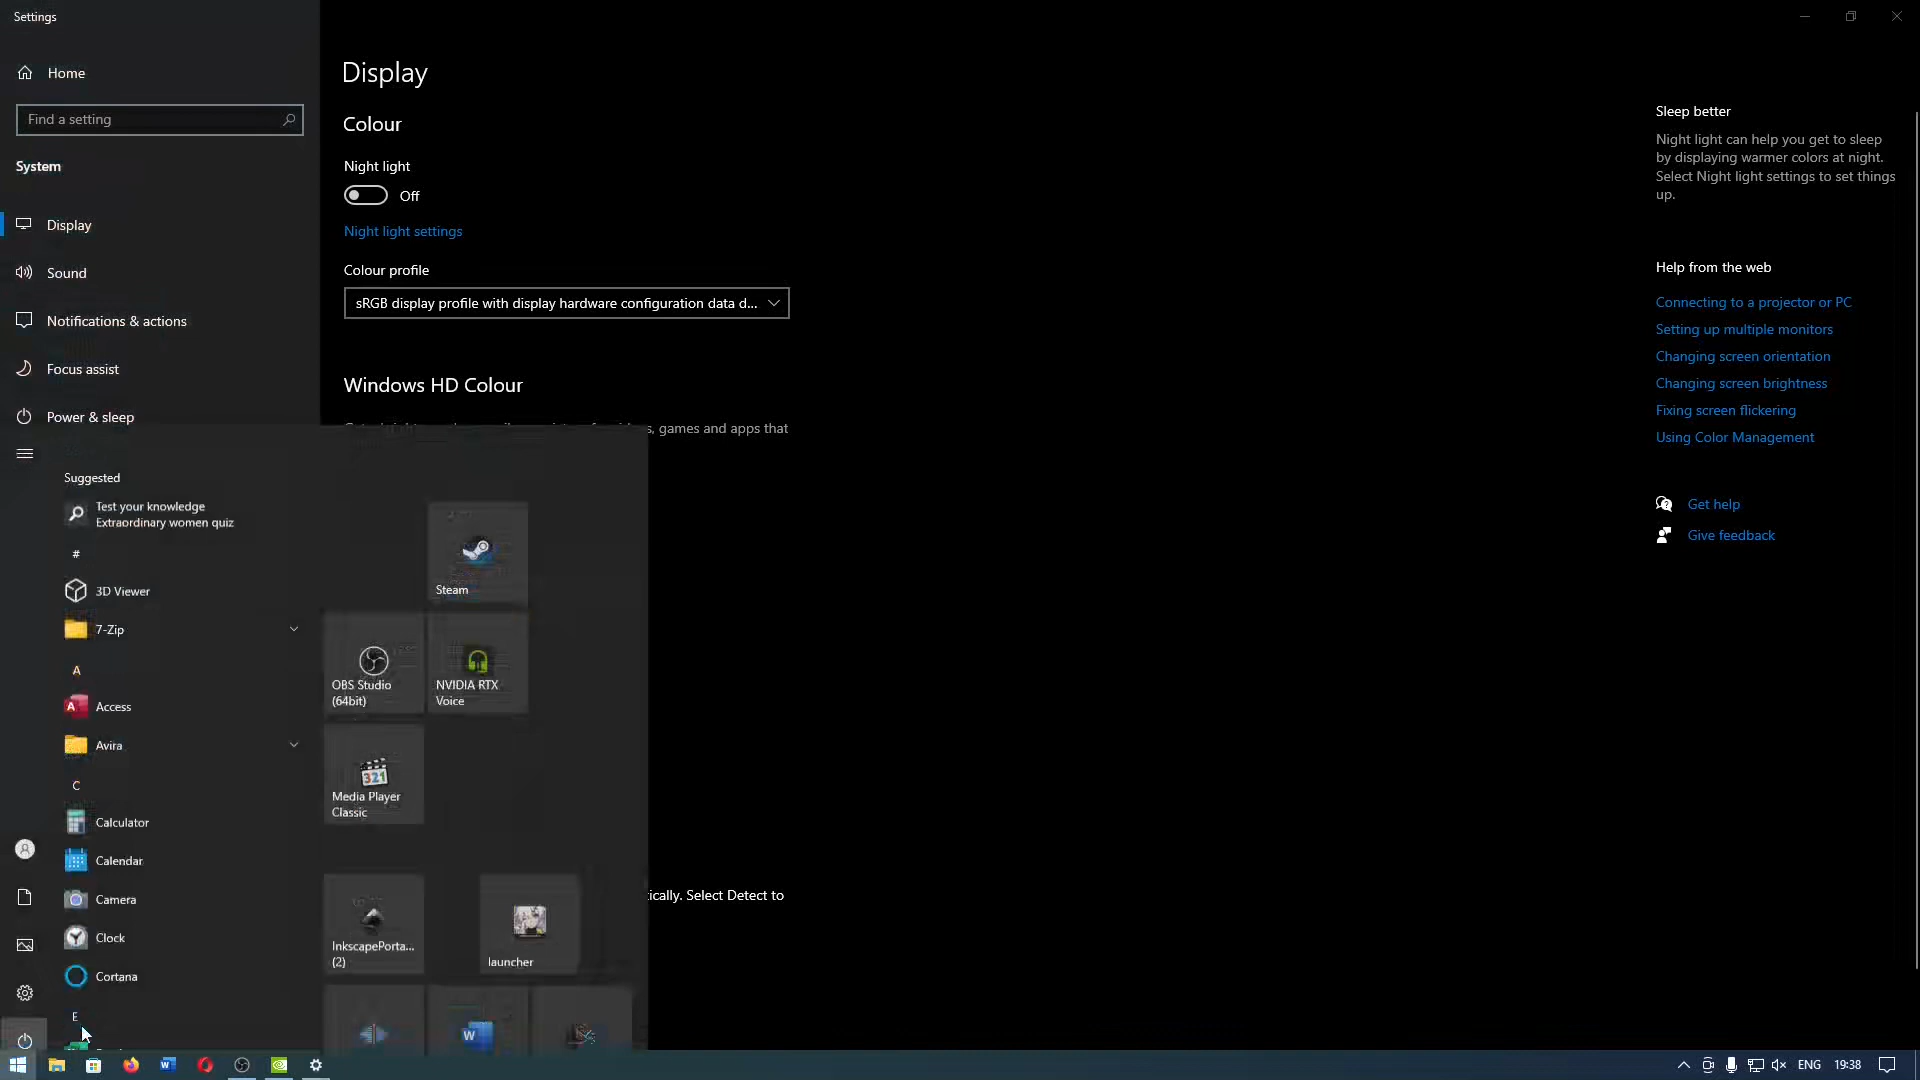 Settings
Home
Find a setting
System
Display
Sound
Notifications & actions
Focus assist
Power & sleep
Display
Colour
Night light
Off
Night light settings
Colour profile
sRGB display profile with display hardware configuration data d...
Windows HD Colour
s, games and apps that
ically. Select Detect to
Sleep better
Night light can help you get to sleep
by displaying warmer colors at night.
Select Night light settings to set things
up.
Help from the web
Connecting to a projector or PC
Setting up multiple monitors
Changing screen orientation
Changing screen brightness
Fixing screen flickering
Using Color Management
Get help
Give feedback
Suggested
Test your knowledge
Extraordinary women quiz
#
3D Viewer
7-Zip
A
Access
Avira
C
Calculator
Calendar
Camera
Clock
Cortana
E
Steam
OBS Studio
(64bit)
NVIDIA RTX
Voice
321
Media Player
Classic
InkscapePorta...
(2)
launcher
W
ENG
19:38